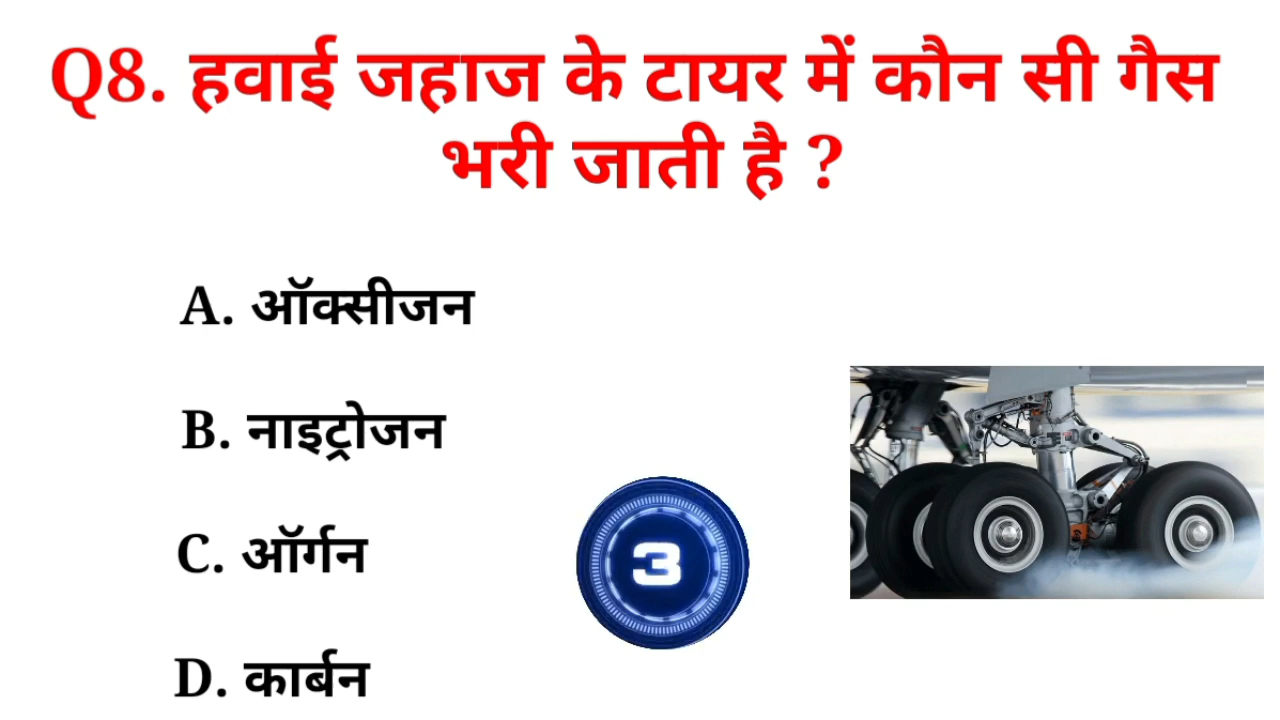 Q8. हवाई जहाज के टायर में कौन सी गैस
भरी जाती है ?
A. ऑक्सीजन
B. नाइट्रोजन
C. ऑर्गन
3
D. कार्बन